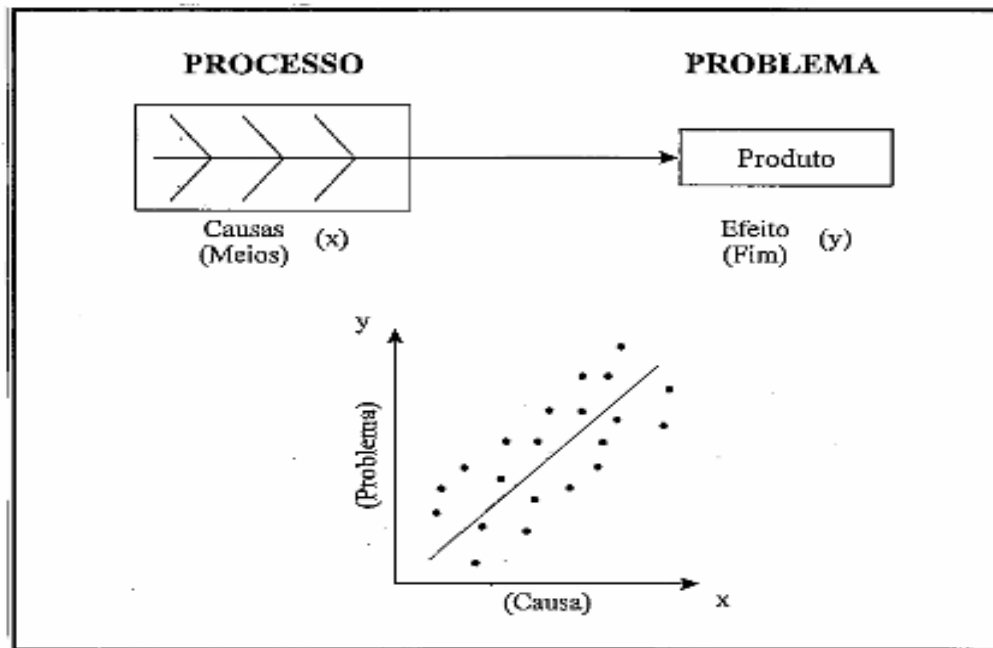 PROCESSO
PROBLEMA
Produto
Causas
(Meios)
(x)
Efeito
(Fim)
(y)
y
(Problema)
(Causa)
x